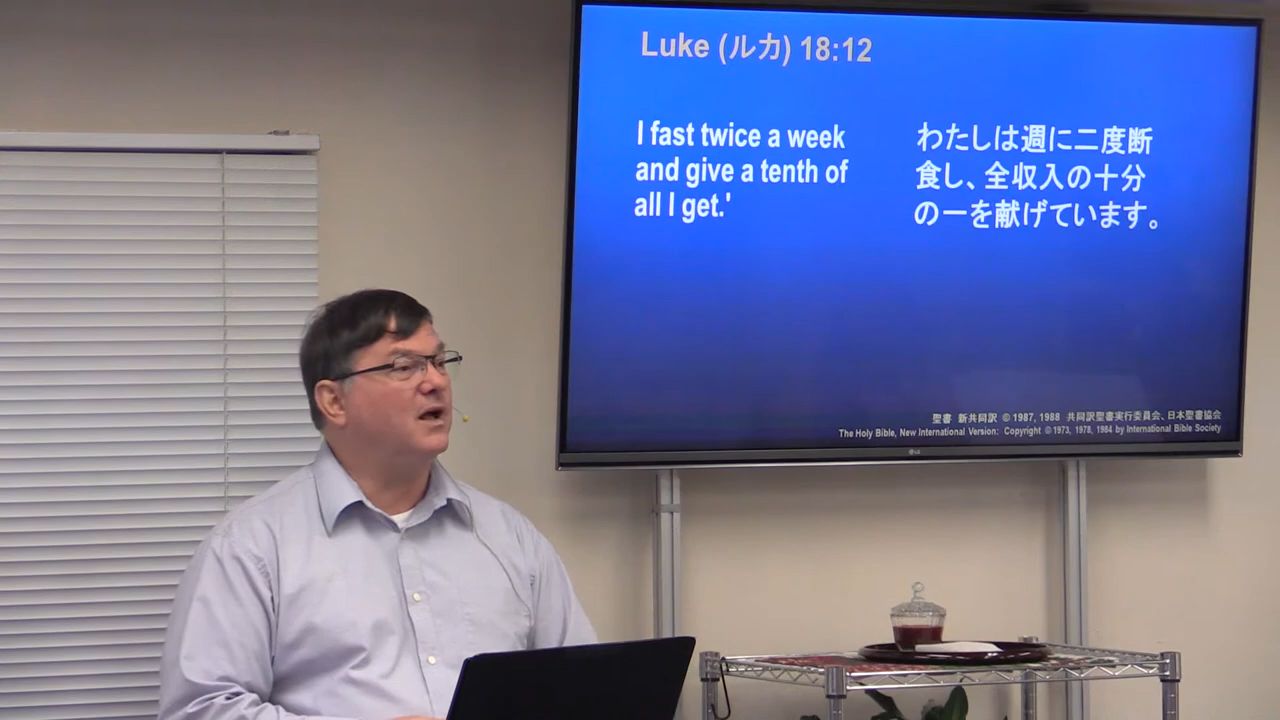 Luke (ルカ) 18:12
I fast twice a week
and give a tenth of
all I get.'
わたしは週に二度断
食し、全収入の十分
の一を献げています。
聖書 新共同訳 © 1987, 1988 共同訳聖書実行委員会、日本聖書協会
The Holy Bible, New International Version: Copyright © 1973, 1978, 1984 by International Bible Society
LG